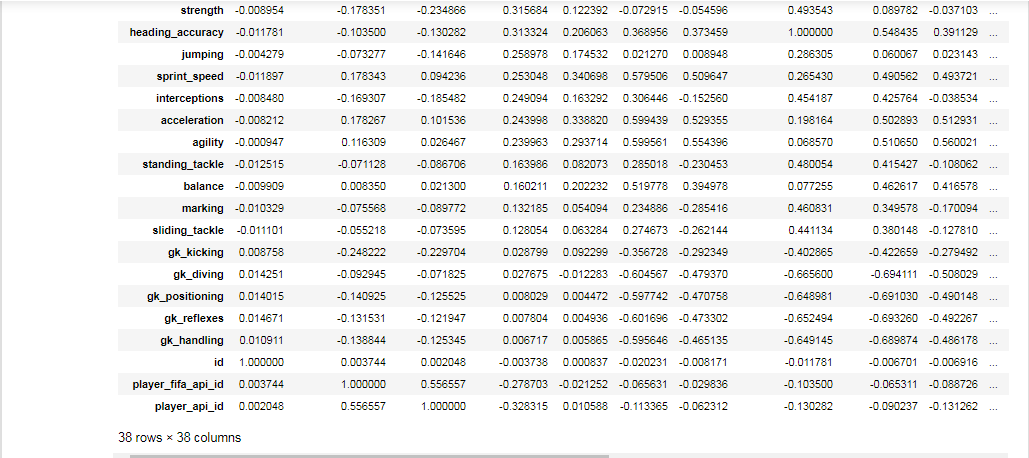 strength -0.008954 -0.178351 -0.234866 0.315684 0.122392 -0.072915 -0.054596 0.493543 0.089782 -0.037103 ...
heading_accuracy -0.011781 -0.103500 -0.130282 0.313324 0.206063 0.368956 0.373459 1.000000 0.548435 0.391129 ...
jumping -0.004279 -0.073277 -0.141646 0.258978 0.174532 0.021270 0.008948 0.286305 0.060067 0.023143 ...
sprint_speed -0.011897 0.178343 0.094236 0.253048 0.340698 0.579506 0.509647 0.265430 0.490562 0.493721 ...
interceptions -0.008480 -0.169307 -0.185482 0.249094 0.163292 0.306446 -0.152560 0.454187 0.425764 -0.038534 ...
acceleration -0.008212 0.178267 0.101536 0.243998 0.338820 0.599439 0.529355 0.198164 0.502893 0.512931 ...
agility -0.000947 0.116309 0.026467 0.239963 0.293714 0.599561 0.554396 0.068570 0.510650 0.560021 ...
standing_tackle -0.012515 -0.071128 -0.086706 0.163986 0.082073 0.285018 -0.230453 0.480054 0.415427 -0.108062 ...
balance -0.009909 0.008350 0.021300 0.160211 0.202232 0.519778 0.394978 0.077255 0.462617 0.416578 ...
marking -0.010329 -0.075568 -0.089772 0.132185 0.054094 0.234886 -0.285416 0.460831 0.349578 -0.170094 ...
sliding_tackle -0.011101 -0.055218 -0.073595 0.128054 0.063284 0.274673 -0.262144 0.441134 0.380148 -0.127810 ...
gk_kicking 0.008758 -0.248222 -0.229704 0.028799 0.092299 -0.356728 -0.292349 -0.402865 -0.422659 -0.279492 ...
gk_diving 0.014251 -0.092945 -0.071825 0.027675 -0.012283 -0.604567 -0.479370 -0.665600 -0.694111 -0.508029 ...
gk_positioning 0.014015 -0.140925 -0.125525 0.008029 0.004472 -0.597742 -0.470758 -0.648981 -0.691030 -0.490148 ...
gk_reflexes 0.014671 -0.131531 -0.121947 0.007804 0.004936 -0.601696 -0.473302 -0.652494 -0.693260 -0.492267 ...
gk_handling 0.010911 -0.138844 -0.125345 0.006717 0.005865 -0.595646 -0.465135 -0.649145 -0.689874 -0.486178 ...
id 1.000000 0.003744 0.002048 -0.003738 0.000837 -0.020231 -0.008171 -0.011781 -0.006701 -0.006916 ...
player_fifa_api_id 0.003744 1.000000 0.556557 -0.278703 -0.021252 -0.065631 -0.029836 -0.103500 -0.065311 -0.088726 ...
player_api_id 0.002048 0.556557 1.000000 -0.328315 0.010588 -0.113365 -0.062312 -0.130282 -0.090237 -0.131262 ...
38 rows × 38 columns